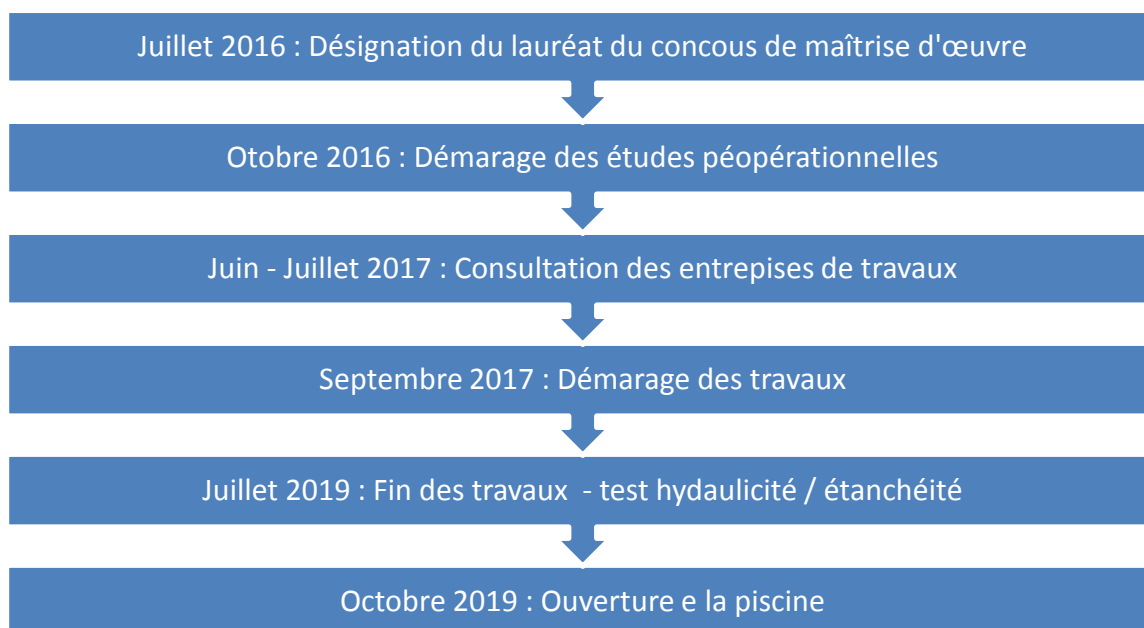 Juillet 2016 : Désignation du lauréat du concous de maîtrise d'œuvre
Otobre 2016 : Démarage des études péopérationnelles
Juin - Juillet 2017 : Consultation des entrepises de travaux
Septembre 2017 : Démarage des travaux
Juillet 2019 : Fin des travaux  - test hydaulicité / étanchéité
Octobre 2019 : Ouverture e la piscine